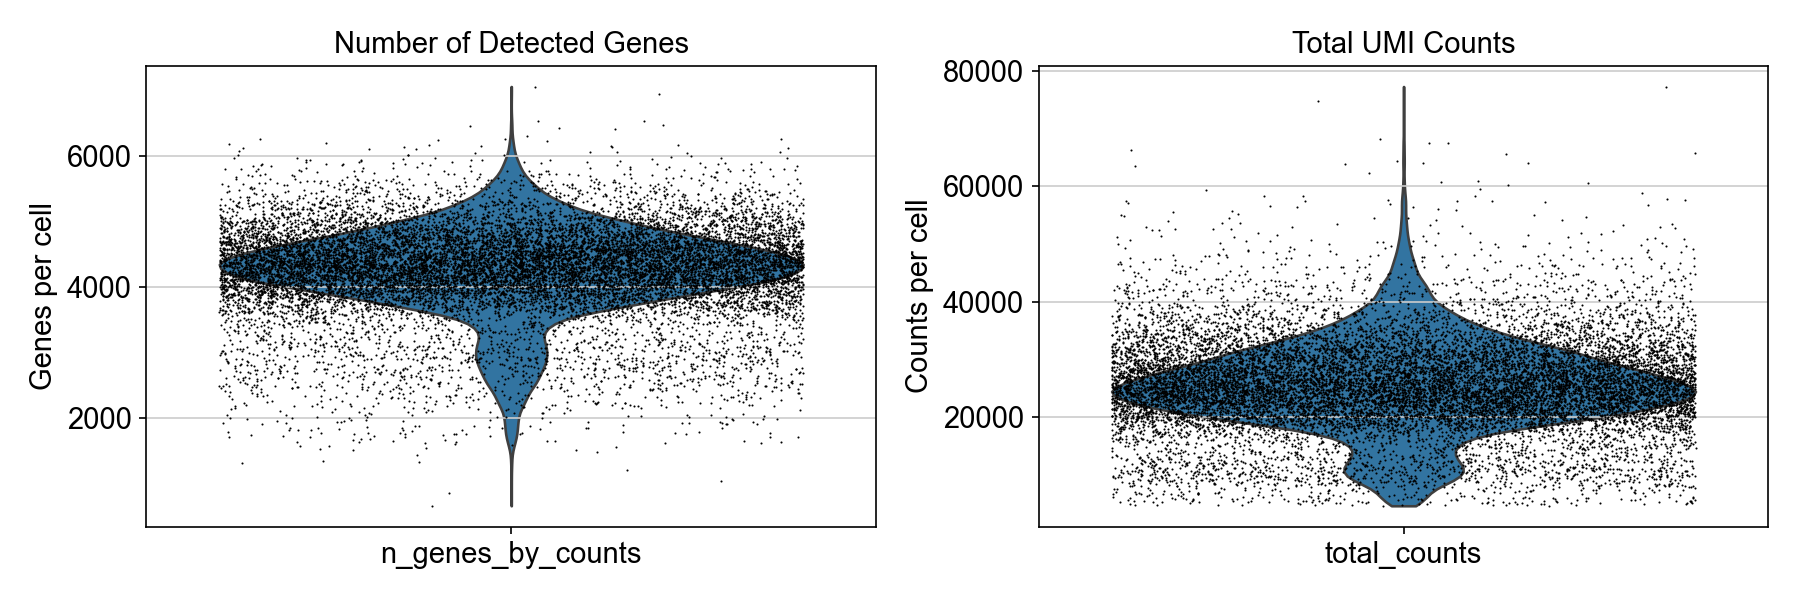 Number of Detected Genes
Genes per cell
6000
4000
2000
n_genes_by_counts
Total UMI Counts
Counts per cell
80000
60000
40000
20000
total_counts